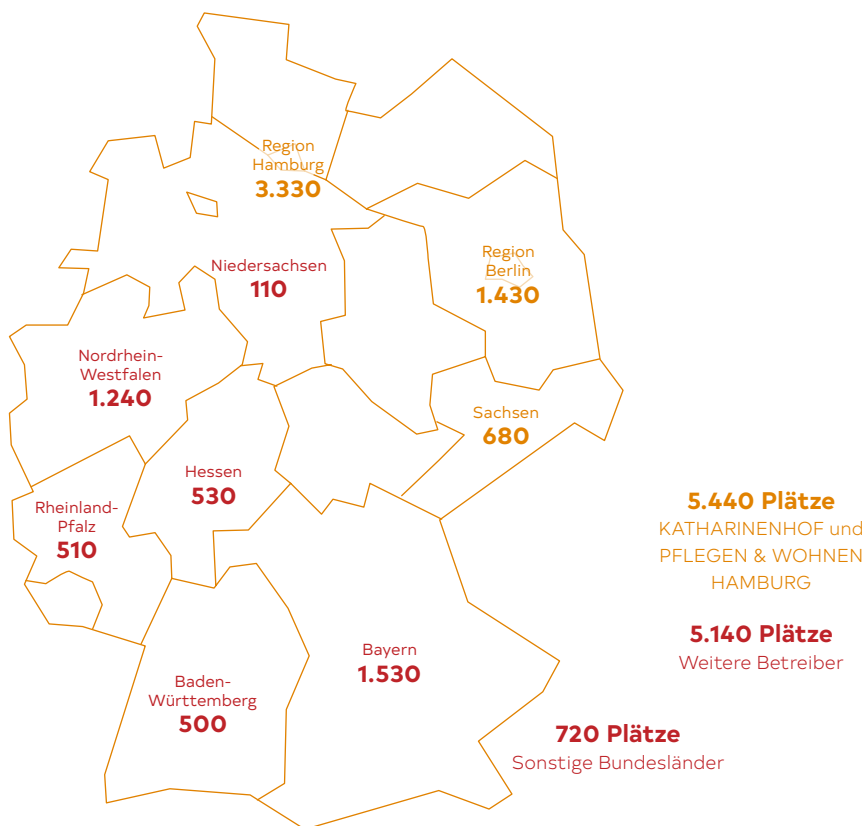 Region
Hamburg
3.330
Region
Berlin
1.430
Niedersachsen
110
Nordrhein-
Westfalen
1.240
Sachsen
680
Hessen
530
Rheinland-
Pfalz
510
Bayern
1.530
Baden-
Württemberg
500
5.440 Plätze
KATHARINENHOF und
PFLEGEN & WOHNEN
HAMBURG
5.140 Plätze
Weitere Betreiber
720 Plätze
Sonstige Bundesländer